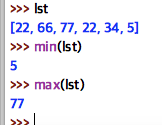 >>> lst
[22, 66, 77, 22, 34, 5]
>>> min(lst)
5
>>> max(lst)
77
>>>